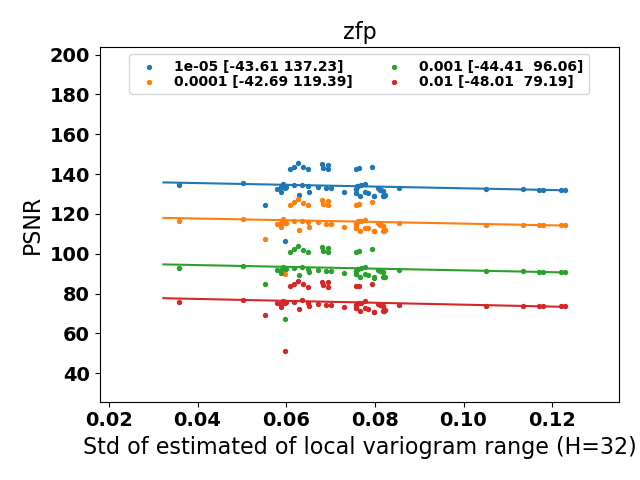 zfp
200
1e-05 [-43.61 137.23]
0.0001 [-42.69 119.39]
0.001 [-44.41  96.06]
0.01 [-48.01  79.19]
180
160
140
120
100
80
60
40
PSNR
0.02 0.04 0.06 0.08 0.10 0.12
Std of estimated of local variogram range (H=32)